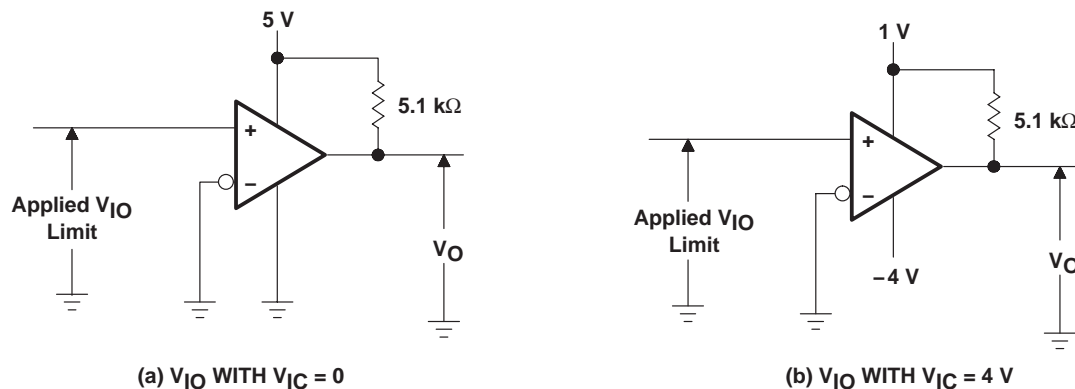 5 V
5.1 kΩ
+
−
Applied VIO
Limit
VO
(a) VIO WITH VIC = 0
1 V
5.1 kΩ
+
−
Applied VIO
Limit
−4 V
VO
(b) VIO WITH VIC = 4 V